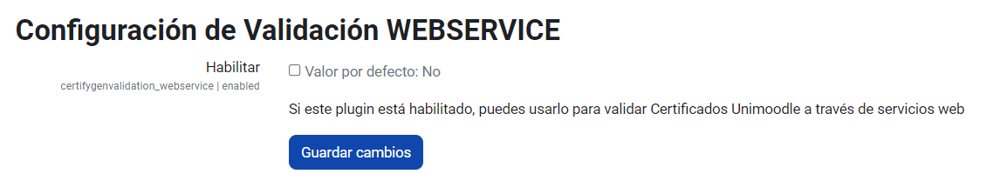 Configuración de Validación WEBSERVICE
Habilitar
certifygenvalidation_webservice | enabled
Valor por defecto: No
Si este plugin está habilitado, puedes usarlo para validar Certificados Unimoodle a través de servicios web
Guardar cambios